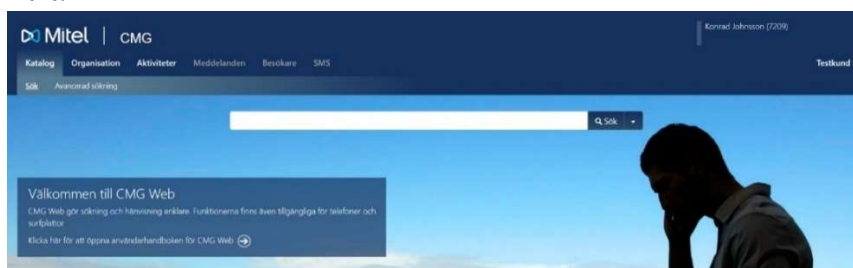 Mitel | CMG
Konrad Johnsson (7209)
Katalog Organisation Aktiviteter Meddelanden Besökare SMS
Testkund
Sök Avancerad sökning
Sök
Välkommen till CMG Web
CMG Web gör sökning och hänvisning enklare. Funktionerna finns även tillgängliga för telefoner och
surfplattor
Klicka här för att öppna användarhandboken för CMG Web